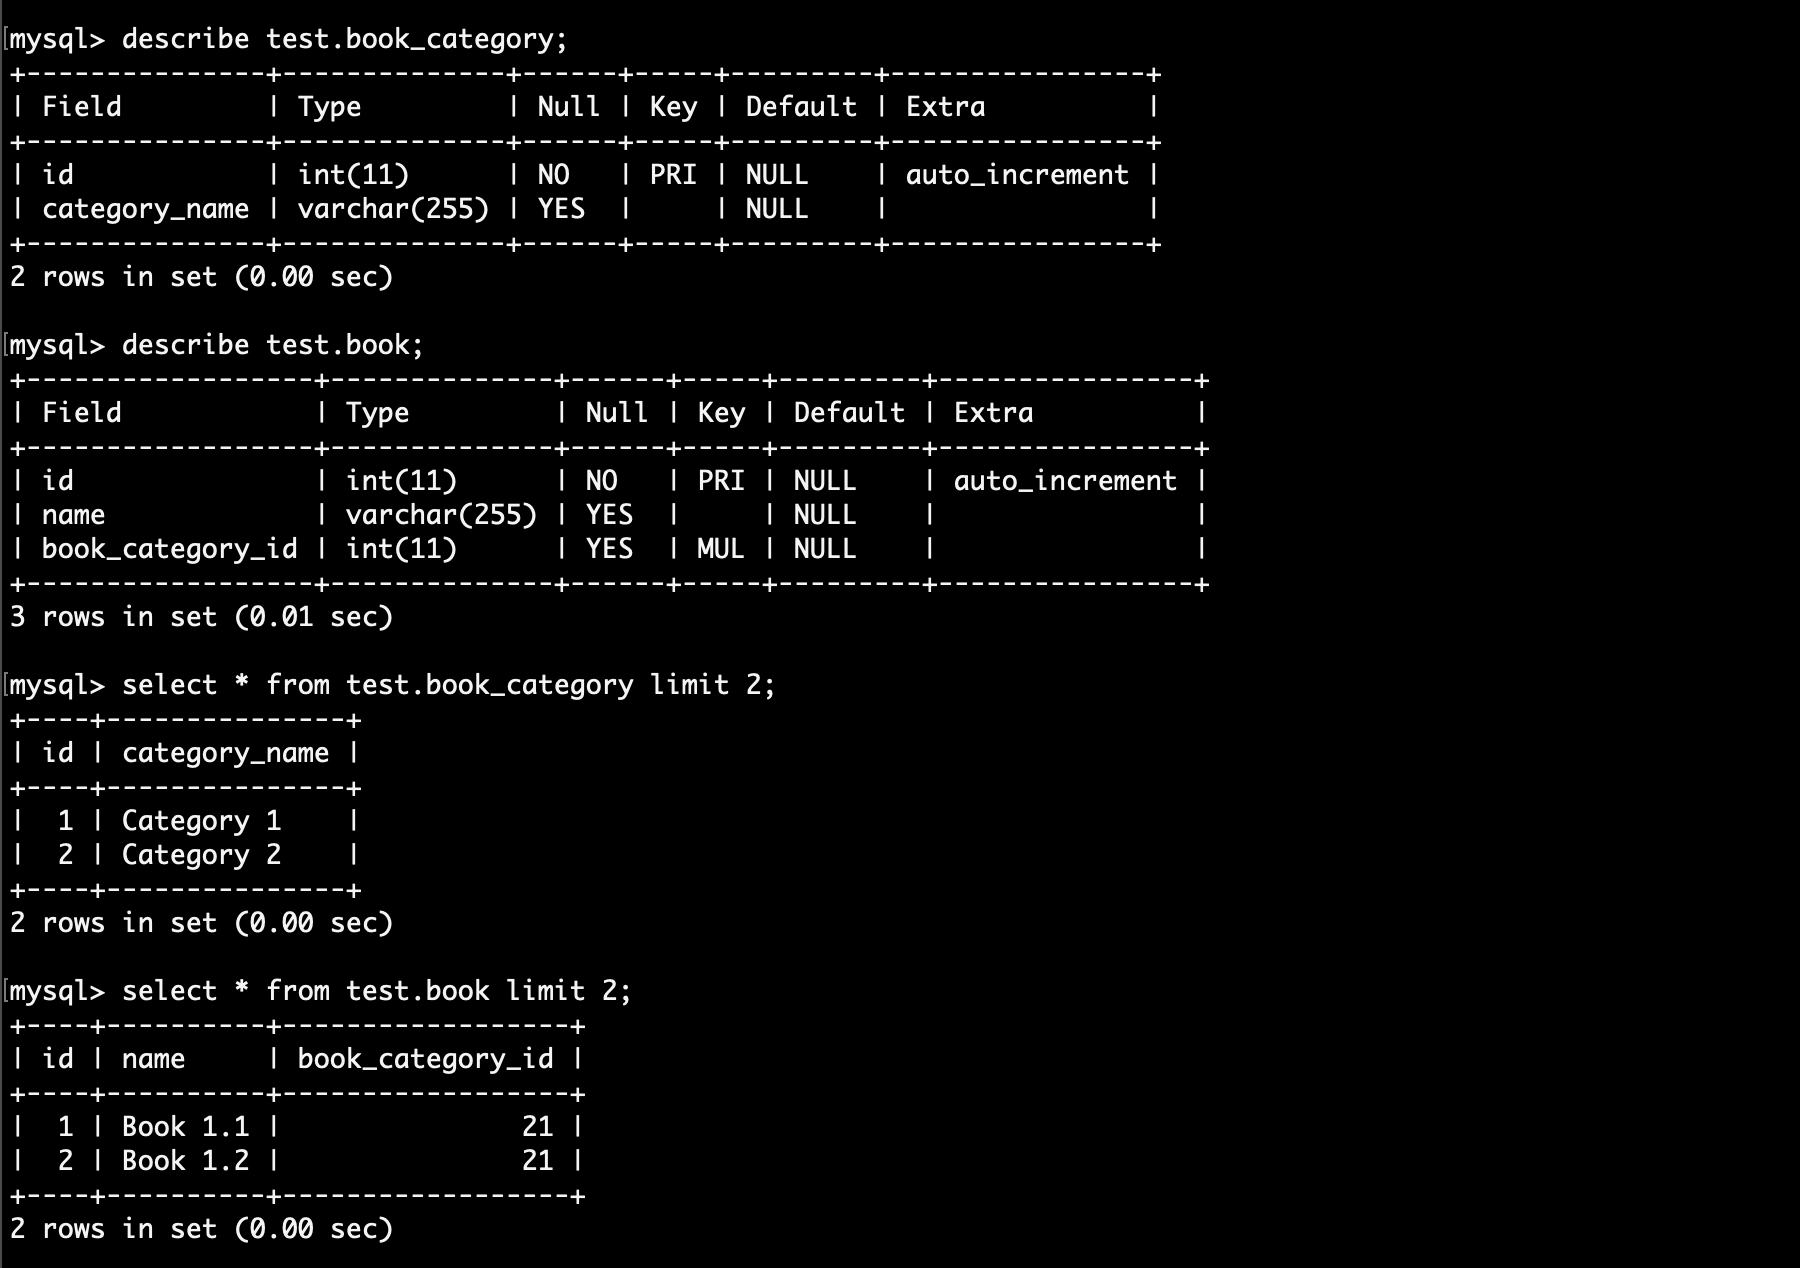 mysql> describe test.book_category;
+---------------+--------------+------+-----+---------+----------------+
| Field         | Type         | Null | Key | Default | Extra          |
+---------------+--------------+------+-----+---------+----------------+
| id            | int(11)      | NO   | PRI | NULL    | auto_increment |
| category_name | varchar(255) | YES  |     | NULL    |                |
+---------------+--------------+------+-----+---------+----------------+
2 rows in set (0.00 sec)

mysql> describe test.book;
+------------------+--------------+------+-----+---------+----------------+
| Field            | Type         | Null | Key | Default | Extra          |
+------------------+--------------+------+-----+---------+----------------+
| id               | int(11)      | NO   | PRI | NULL    | auto_increment |
| name             | varchar(255) | YES  |     | NULL    |                |
| book_category_id | int(11)      | YES  | MUL | NULL    |                |
+------------------+--------------+------+-----+---------+----------------+
3 rows in set (0.01 sec)

mysql> select * from test.book_category limit 2;
+----+---------------+
| id | category_name |
+----+---------------+
|  1 | Category 1    |
|  2 | Category 2    |
+----+---------------+
2 rows in set (0.00 sec)

mysql> select * from test.book limit 2;
+----+----------+------------------+
| id | name     | book_category_id |
+----+----------+------------------+
|  1 | Book 1.1 |               21 |
|  2 | Book 1.2 |               21 |
+----+----------+------------------+
2 rows in set (0.00 sec)